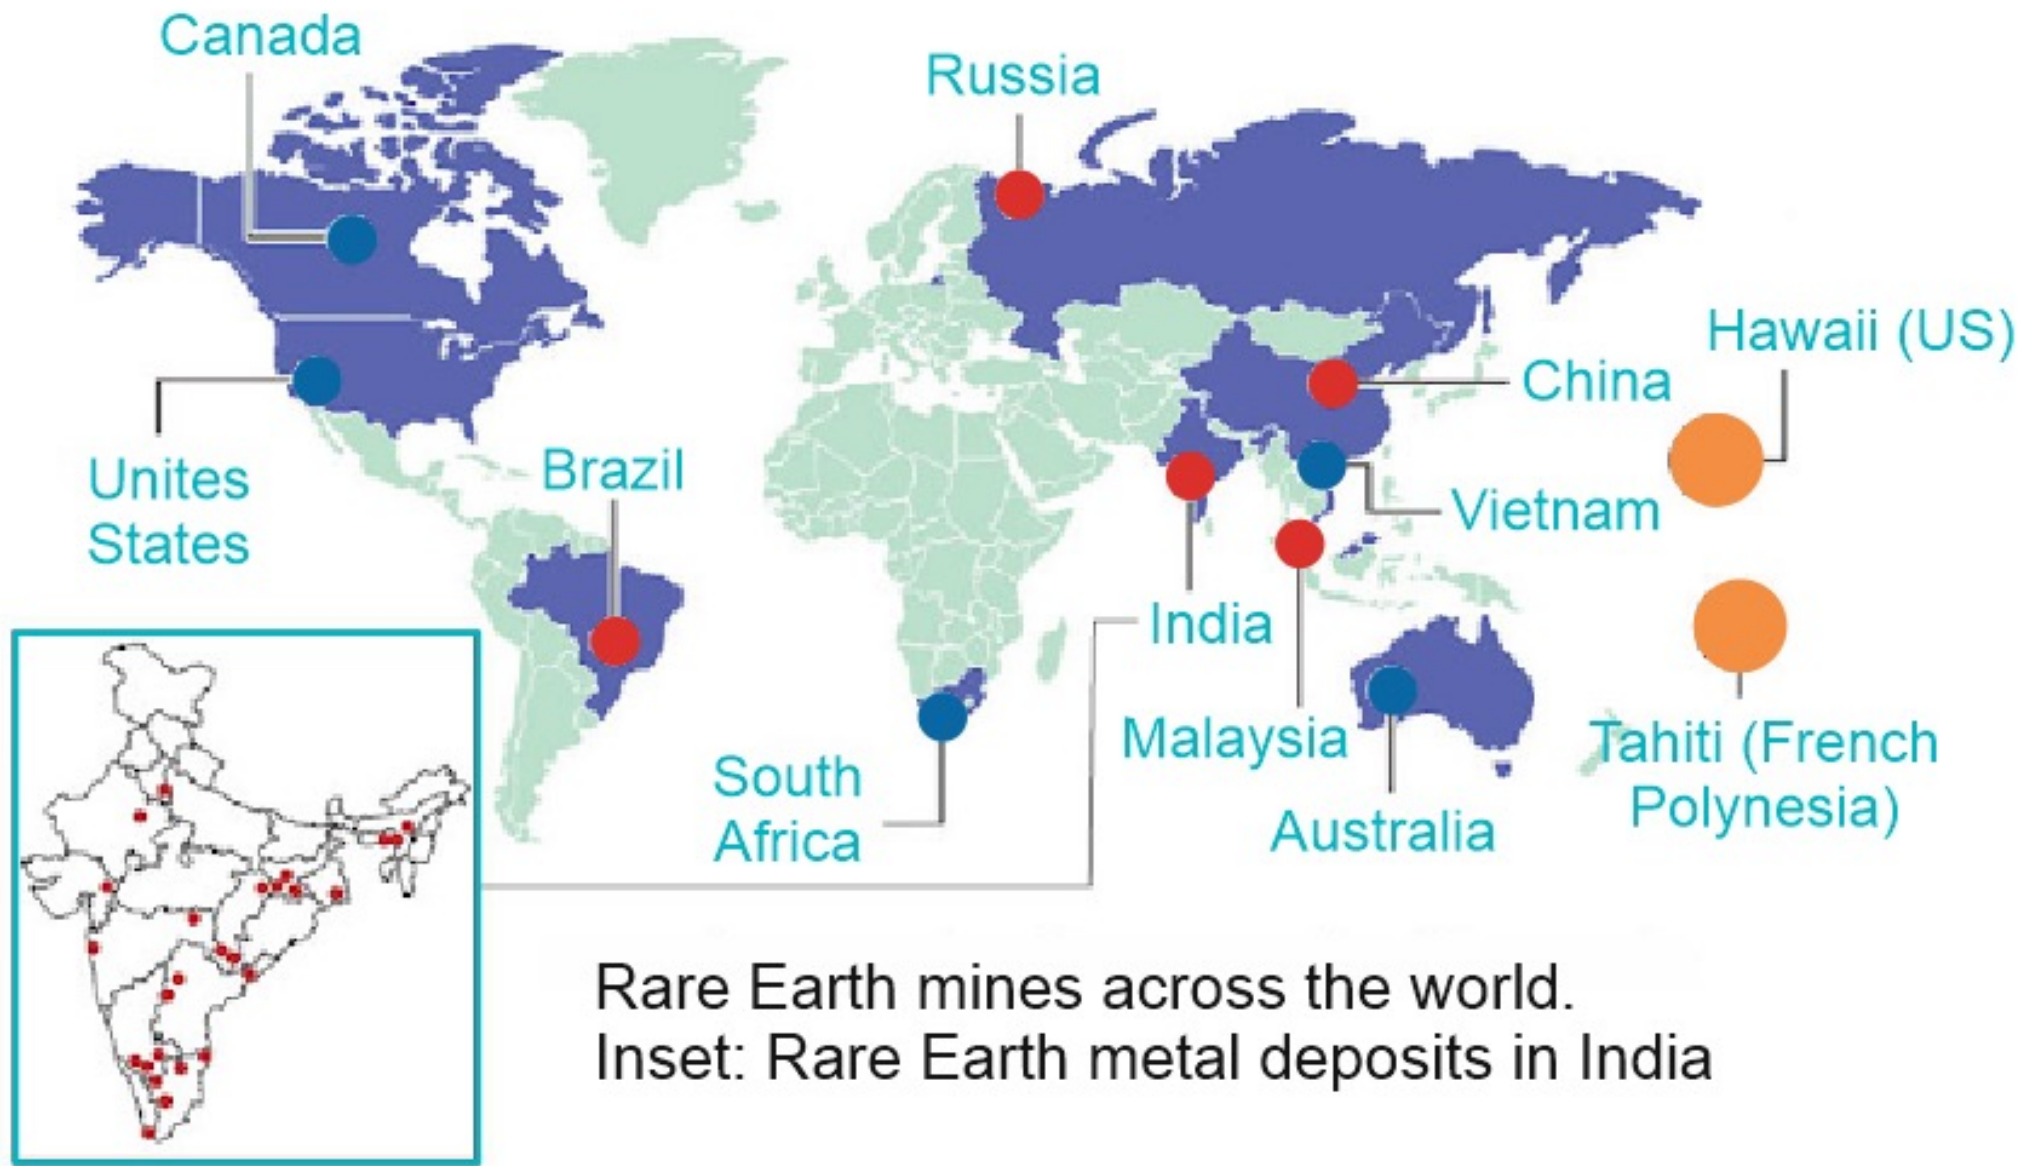 Canada
Russia
Hawaii (US)
China
Unites
States
Brazil
Vietnam
India
Malaysia
South
Africa
Australia
Tahiti (French
Polynesia)
Rare Earth mines across the world.
Inset: Rare Earth metal deposits in India